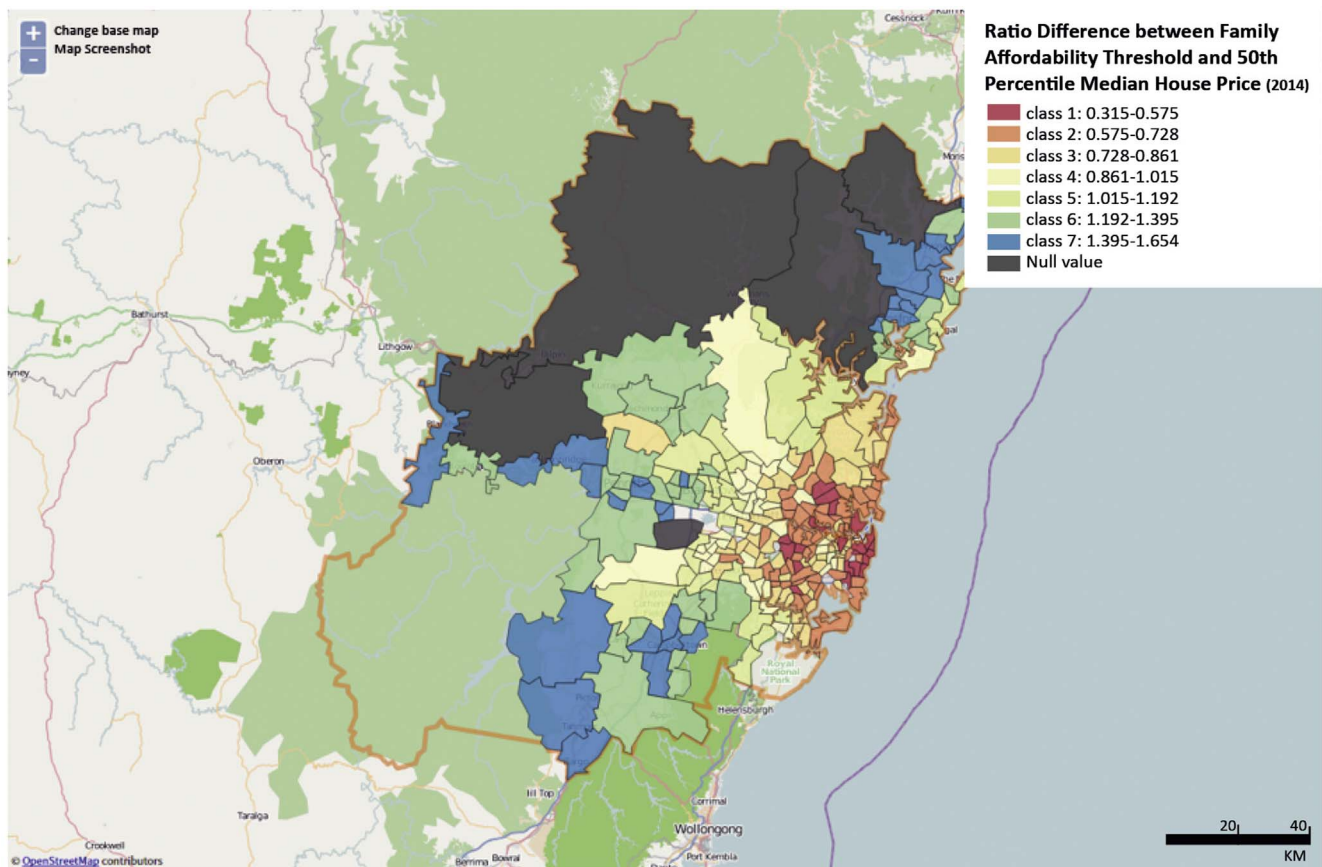 +
−
Change base map
Map Screenshot
Cessnock
Ratio Difference between Family
Affordability Threshold and 50th
Percentile Median House Price (2014)
class 1: 0.315-0.575
class 2: 0.575-0.728
class 3: 0.728-0.861
class 4: 0.861-1.015
class 5: 1.015-1.192
class 6: 1.192-1.395
class 7: 1.395-1.654
Null value
Bathurst
Lithgow
Oberon
Royal
National
Park
Helensburgh
Taralga
Hill Top
Corrimal
Wollongong
Port Kembla
Crookwell
Berrima
Bowral
20
40
KM
© OpenStreetMap contributors